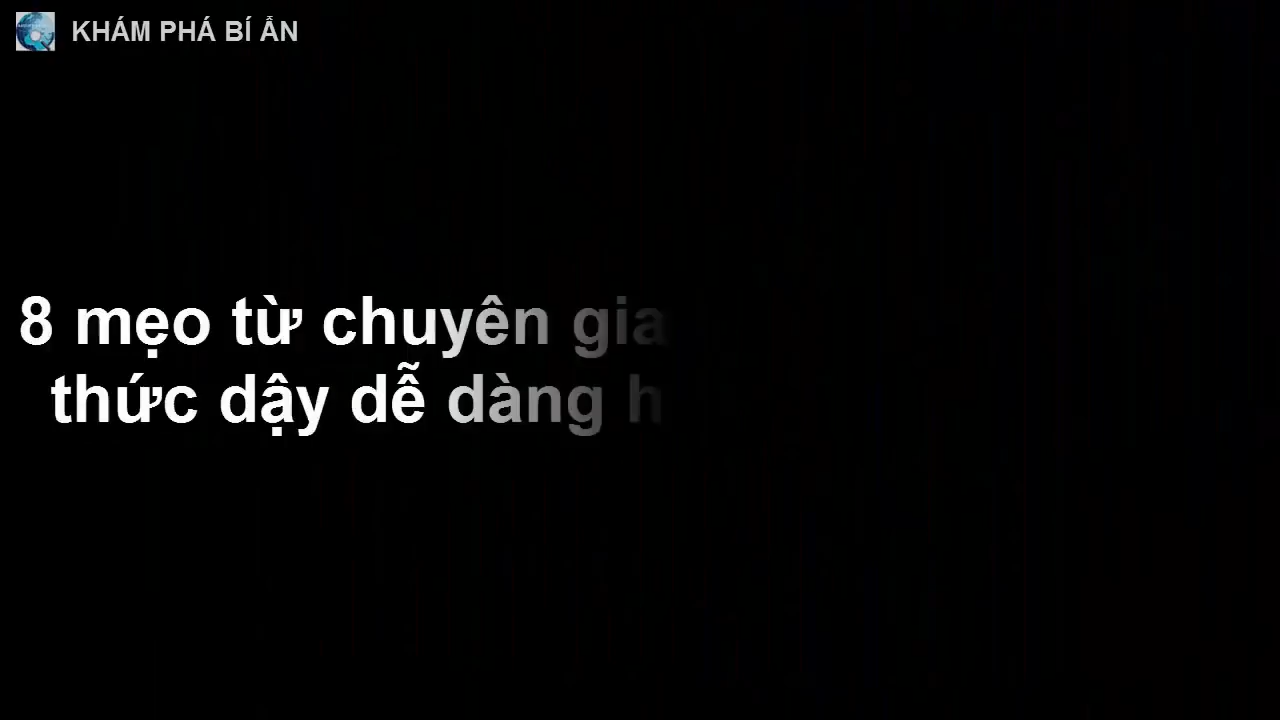 KHÁM PHÁ BÍ ẨN
8 mẹo từ chuyên gia
thức dậy dễ dàng